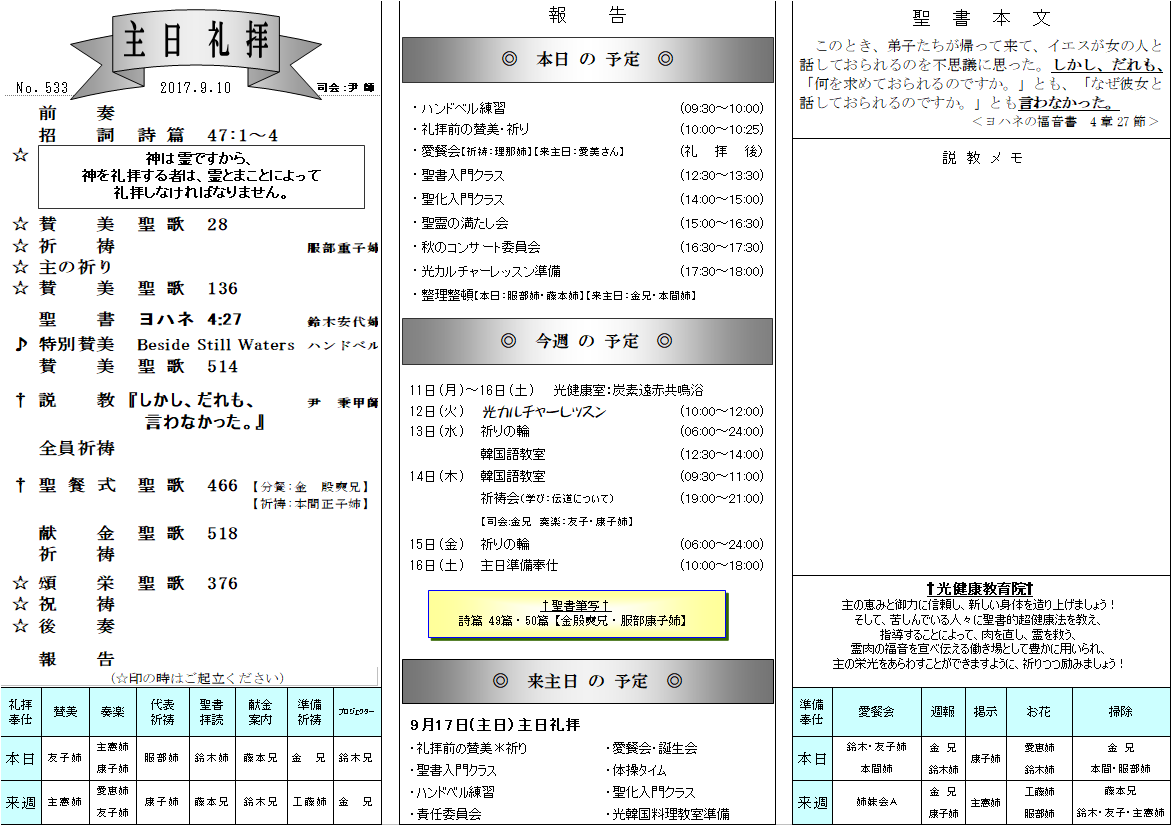 主日礼拝
No. 533　2017.9.10　司会:尹 師
前　奏
招　詞　詩篇　47:1～4
☆
神は霊ですから、
神を礼拝する者は、霊とまことによって
礼拝しなければなりません。
☆ 賛　美　聖歌　28
☆ 祈　祷　服部重子姉
☆ 主の祈り
☆ 賛　美　聖歌　136
聖　書　ヨハネ 4:27　鈴木安代姉
♪ 特別賛美　Beside Still Waters　ハンドベル
賛　美　聖歌　514
† 説　教　『しかし、だれも、　尹　秉甲師
言わなかった。』
全員祈祷
† 聖餐式　聖歌　466　【分餐:金　殷奭兄】
【祈祷:本間正子姉】
献　金　聖歌　518
祈　祷
☆ 頌　栄　聖歌　376
☆ 祝　祷
☆ 後　奏
報　告
(☆印の時はご起立ください)
礼拝奉仕　賛美　奏楽　代表祈祷　聖書拝読　献金案内　準備祈祷　プロジェクター
本日　友子姉　主憲姉 康子姉　服部姉　鈴木姉　藤本兄　金　兄　鈴木兄
来週　主憲姉　愛恵姉 友子姉　康子姉　藤本兄　鈴木兄　工藤姉　金　兄
報　告
◎ 本日 の 予定 ◎
・ハンドベル練習　(09:30～10:00)
・礼拝前の賛美・祈り　(10:00～10:25)
・愛餐会【祈祷:理那姉】【来主日:愛美さん】　(礼　拝　後)
・聖書入門クラス　(12:30～13:30)
・聖化入門クラス　(14:00～15:00)
・聖霊の満たし会　(15:00～16:30)
・秋のコンサート委員会　(16:30～17:30)
・光カルチャーレッスン準備　(17:30～18:00)
・整理整頓【本日:服部姉・藤本姉】【来主日:金兄・本間姉】
◎ 今週 の 予定 ◎
11日(月)～16日(土)　光健康室:炭素遠赤共鳴浴
12日(火)　光カルチャーレッスン　(10:00～12:00)
13日(水)　祈りの輪　(06:00～24:00)
韓国語教室　(12:30～14:00)
14日(木)　韓国語教室　(09:30～11:00)
祈祷会(学び:伝道について)　(19:00～21:00)
【司会:金兄　奏楽:友子・康子姉】
15日(金)　祈りの輪　(06:00～24:00)
16日(土)　主日準備奉仕　(10:00～18:00)
†聖書筆写†
詩篇 49篇・50篇【金殷奭兄・服部康子姉】
◎ 来主日 の 予定 ◎
9月17日(主日) 主日礼拝
・礼拝前の賛美＊祈り　・愛餐会・誕生会
・聖書入門クラス　・体操タイム
・ハンドベル練習　・聖化入門クラス
・責任委員会　・光韓国料理教室準備
聖 書 本 文
このとき、弟子たちが帰って来て、イエスが女の人と
話しておられるのを不思議に思った。しかし、だれも、
「何を求めておられるのですか。」とも、「なぜ彼女と
話しておられるのですか。」とも言わなかった。
＜ヨハネの福音書　4章27節＞
説 教 メ モ
†光健康教育院†
主の恵みと御力に信頼し、新しい身体を造り上げましょう！
そして、苦しんでいる人々に聖書的超健康法を教え、
指導することによって、肉を直し、霊を救う、
霊肉の福音を宣べ伝える働き場として豊かに用いられ、
主の栄光をあらわすことができますように、祈りつつ励みましょう！
準備奉仕　愛餐会　週報　掲示　お花　掃除
本日　鈴木・友子姉 本間姉　金 兄 鈴木姉　康子姉　愛恵姉 鈴木姉　金 兄 本間・服部姉
来週　姉妹会A　金 兄 康子姉　主憲姉　工藤姉 服部姉　藤本兄 鈴木・友子・主憲姉